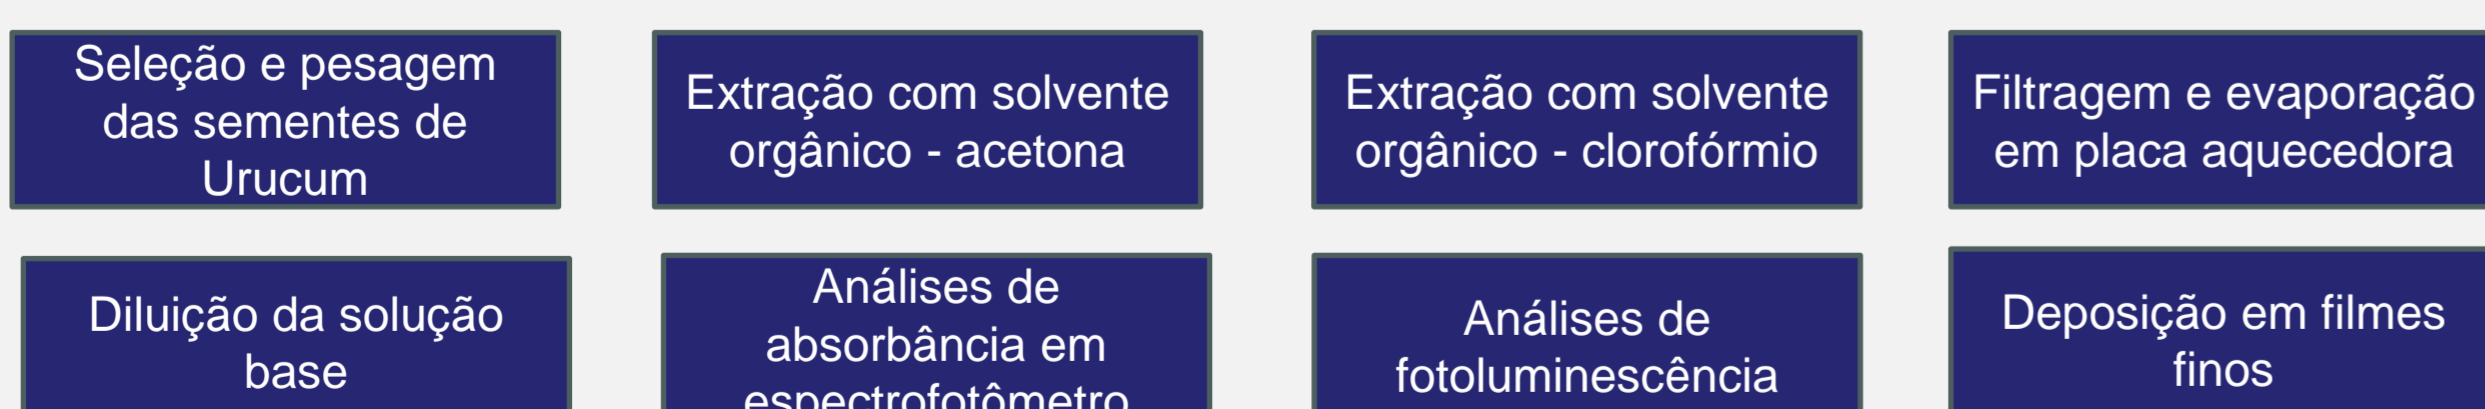 Seleção e pesagem
das sementes de
Urucum
Extração com solvente
orgânico - acetona
Extração com solvente
orgânico - clorofórmio
Filtragem e evaporação
em placa aquecedora
Diluição da solução
base
Análises de
absorbância em
espectrofotômetro
Análises de
fotoluminescência
Deposição em filmes
finos